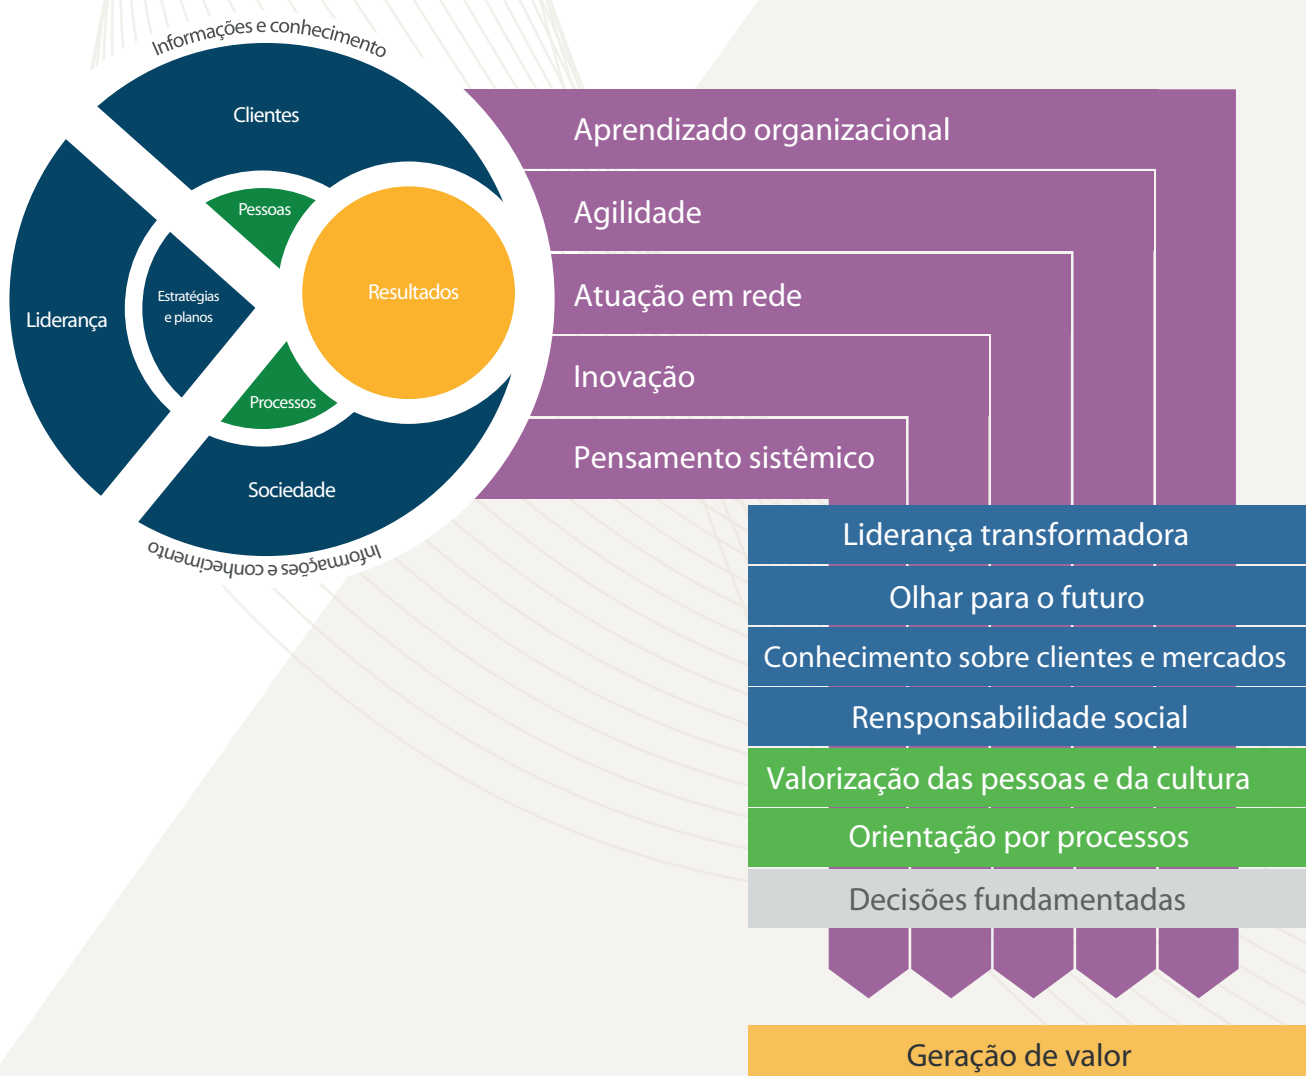 Informações e conhecimento
Clientes
Pessoas
Resultados
Estratégias
e planos
Liderança
Processos
Sociedade
Informações e conhecimento
Aprendizado organizacional
Agilidade
Atuação em rede
Inovação
Pensamento sistêmico
Liderança transformadora
Olhar para o futuro
Conhecimento sobre clientes e mercados
Rensponsabilidade social
Valorização das pessoas e da cultura
Orientação por processos
Decisões fundamentadas
Geração de valor